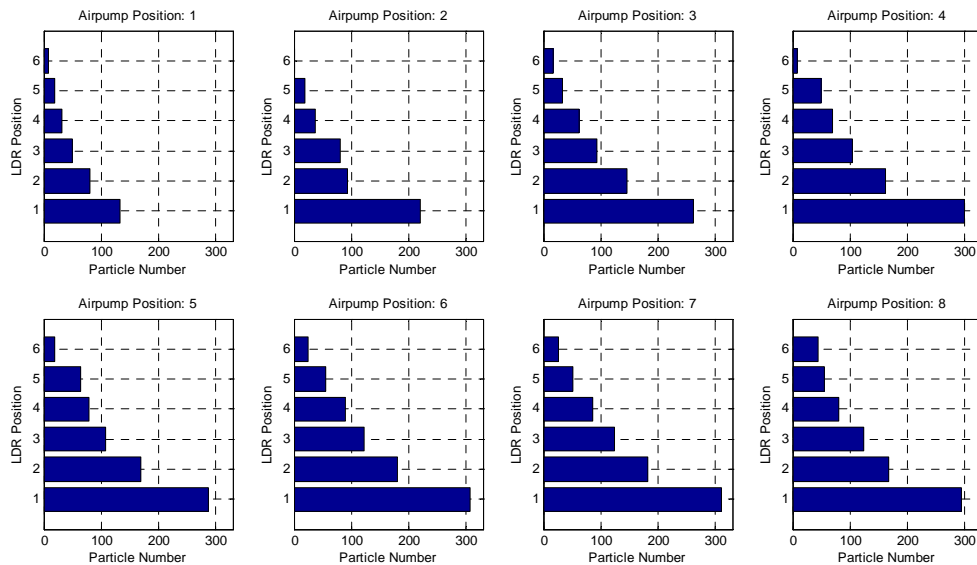 Airpump Position: 1
6
5
4
3
2
1
LDR Position
0 100 200 300
Particle Number
Airpump Position: 2
6
5
4
3
2
1
LDR Position
0 100 200 300
Particle Number
Airpump Position: 3
6
5
4
3
2
1
LDR Position
0 100 200 300
Particle Number
Airpump Position: 4
6
5
4
3
2
1
LDR Position
0 100 200 300
Particle Number
Airpump Position: 5
6
5
4
3
2
1
LDR Position
0 100 200 300
Particle Number
Airpump Position: 6
6
5
4
3
2
1
LDR Position
0 100 200 300
Particle Number
Airpump Position: 7
6
5
4
3
2
1
LDR Position
0 100 200 300
Particle Number
Airpump Position: 8
6
5
4
3
2
1
LDR Position
0 100 200 300
Particle Number